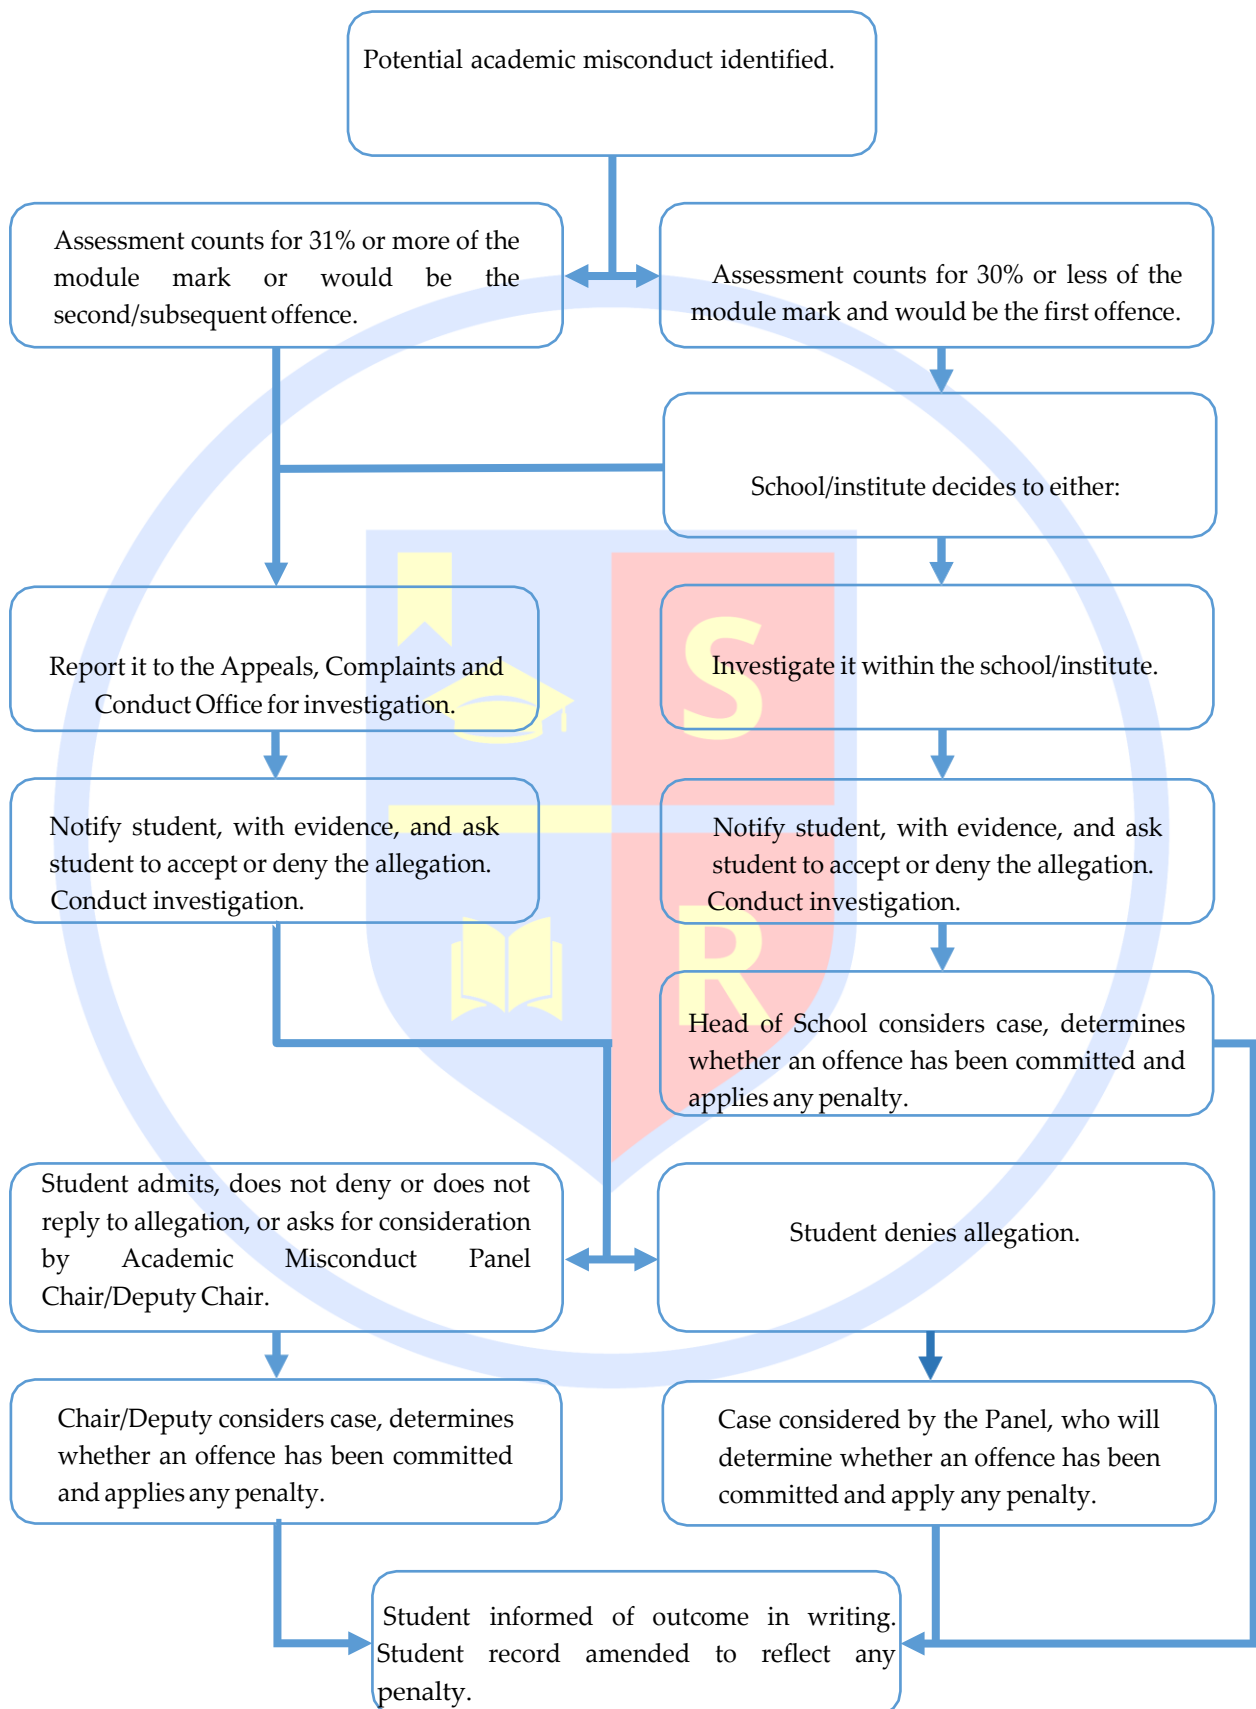 Potential academic misconduct identified.
Assessment counts for 31% or more of the
module mark or would be the
second/subsequent offence.
Assessment counts for 30% or less of the
module mark and would be the first offence.
School/institute decides to either:
Report it to the Appeals, Complaints and
Conduct Office for investigation.
Investigate it within the school/institute.
S
Notify student, with evidence, and ask
student to accept or deny the allegation.
Conduct investigation.
Notify student, with evidence, and ask
student to accept or deny the allegation.
Conduct investigation.
R
Head of School considers case, determines
whether an offence has been committed and
applies any penalty.
Student admits, does not deny or does not
reply to allegation, or asks for consideration
by Academic Misconduct Panel
Chair/Deputy Chair.
Student denies allegation.
Chair/Deputy considers case, determines
whether an offence has been committed
and applies any penalty.
Case considered by the Panel, who will
determine whether an offence has been
committed and apply any penalty.
Student informed of outcome in writing.
Student record amended to reflect any
penalty.